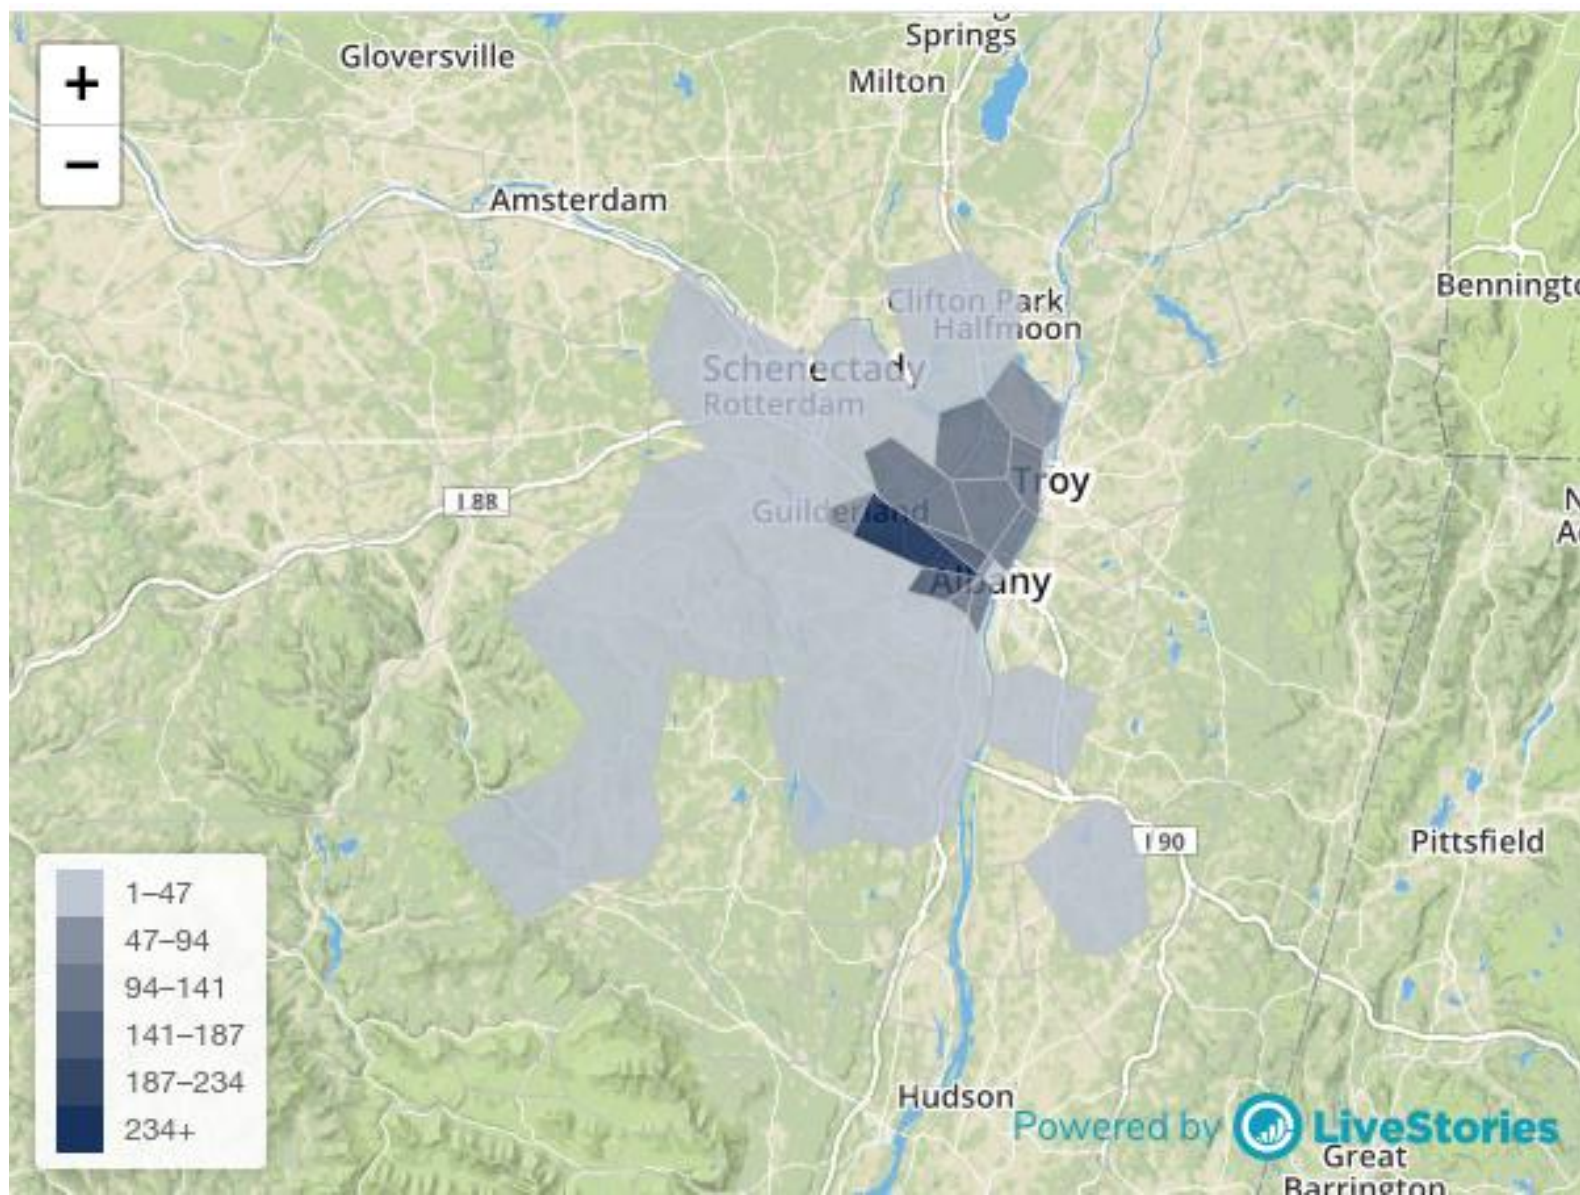 Springs
Gloversville
Milton
+
−
Amsterdam
Clifton Park
Halfmoon
Schenectady
Rotterdam
I 88
Troy
Guilderland
Albany
I 90
Pittsfield
1–47
47–94
94–141
141–187
187–234
234+
Hudson
Powered by LiveStories
Great
Barrington